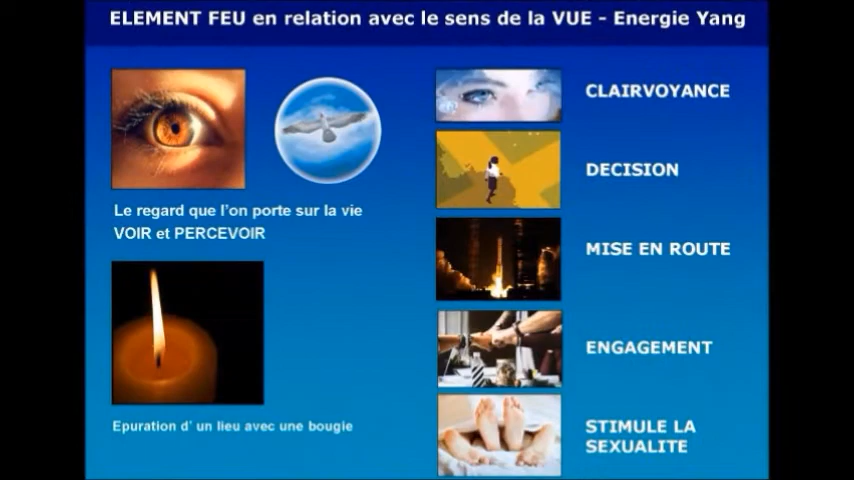 ELEMENT FEU en relation avec le sens de la VUE - Energie Yang
Le regard que l'on porte sur la vie
VOIR et PERCEVOIR
Epuration d' un lieu avec une bougie
CLAIRVOYANCE
DECISION
MISE EN ROUTE
ENGAGEMENT
STIMULE LA
SEXUALITE